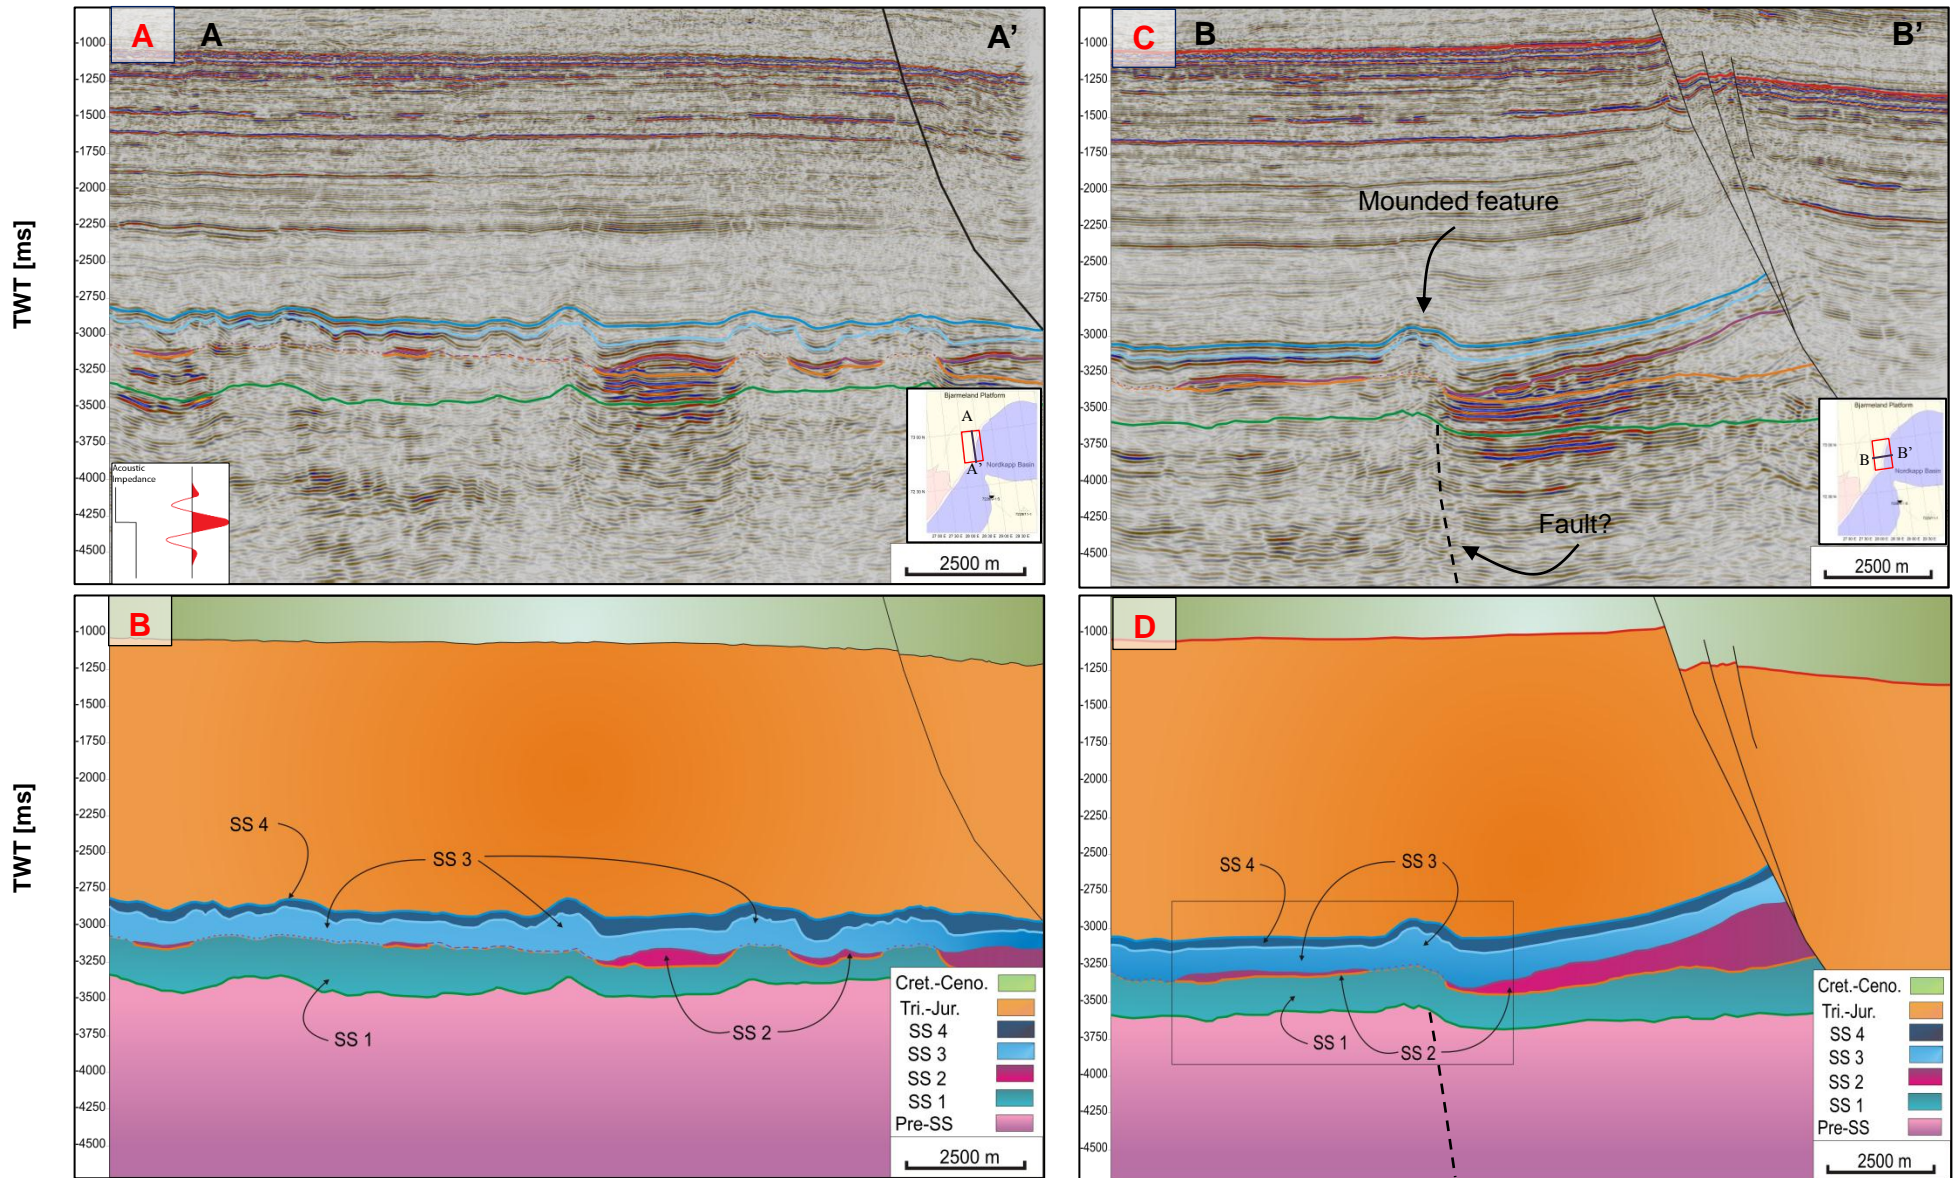 A
A
A’
TWT [ms]
-1000
-1250
-1500
-1750
-2000
-2250
-2500
-2750
-3000
-3250
-3500
-3750
-4000
-4250
-4500
Acoustic
Impedance
Bjarmeland Platform
A
A’
Nordkapp Basin
2500 m
C
B
B’
-1000
-1250
-1500
-1750
-2000
-2250
-2500
-2750
-3000
-3250
-3500
-3750
-4000
-4250
-4500
Mounded feature
Fault?
Bjarmeland Platform
B
B’
Nordkapp Basin
2500 m
B
TWT [ms]
-1000
-1250
-1500
-1750
-2000
-2250
-2500
-2750
-3000
-3250
-3500
-3750
-4000
-4250
-4500
SS 4
SS 3
SS 2
SS 1
Cret.-Ceno.
Tri.-Jur.
SS 4
SS 3
SS 2
SS 1
Pre-SS
2500 m
D
-1000
-1250
-1500
-1750
-2000
-2250
-2500
-2750
-3000
-3250
-3500
-3750
-4000
-4250
-4500
SS 4
SS 3
SS 1
SS 2
Cret.-Ceno.
Tri.-Jur.
SS 4
SS 3
SS 2
SS 1
Pre-SS
2500 m